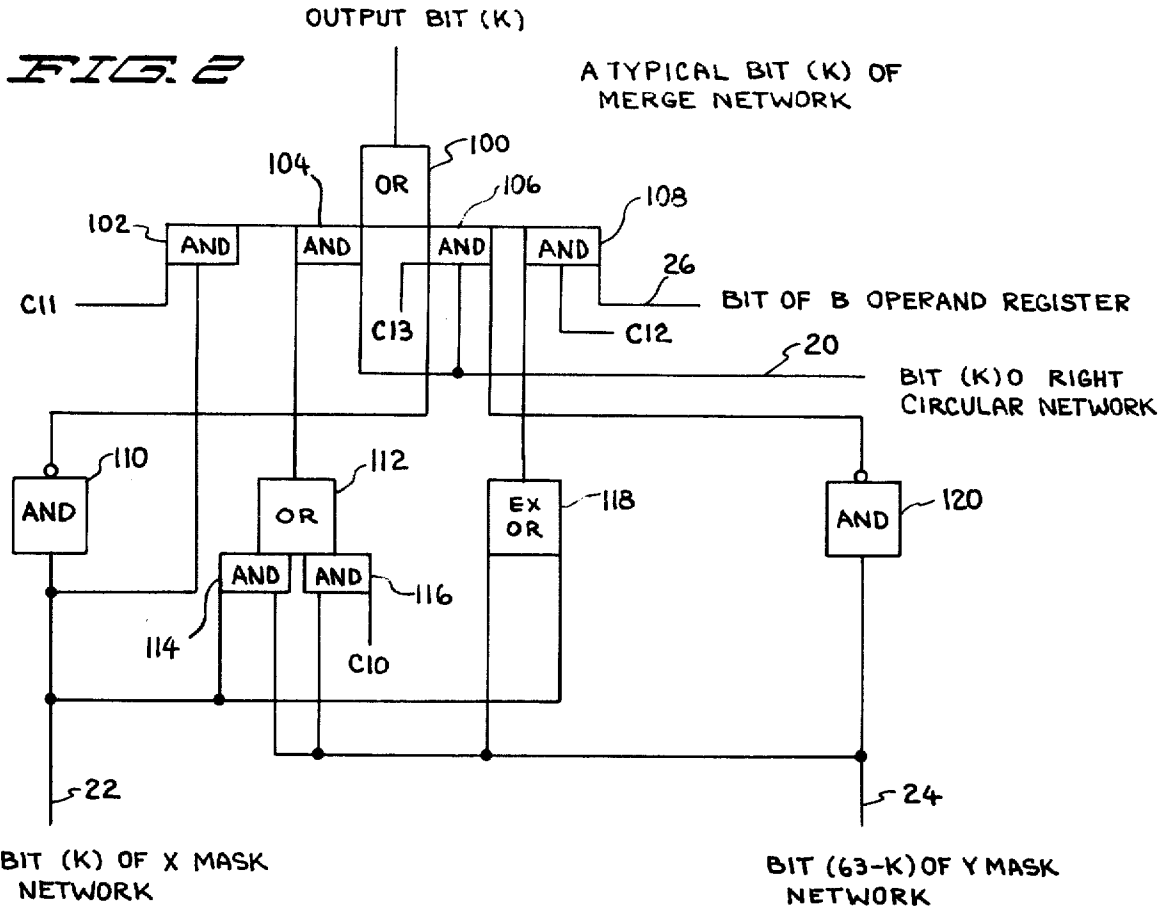 OUTPUT BIT (K)
FIG. 2
A TYPICAL BIT (K) OF
MERGE NETWORK
100
104
OR
106
108
102
AND
AND
AND
AND
26
C11
BIT OF B OPERAND REGISTER
C13
C12
20
BIT (K) O RIGHT
CIRCULAR NETWORK
110
112
118
120
AND
OR
EX
OR
AND
AND
AND
116
114
C10
22
24
BIT (K) OF X MASK
NETWORK
BIT (63-K) OF Y MASK
NETWORK